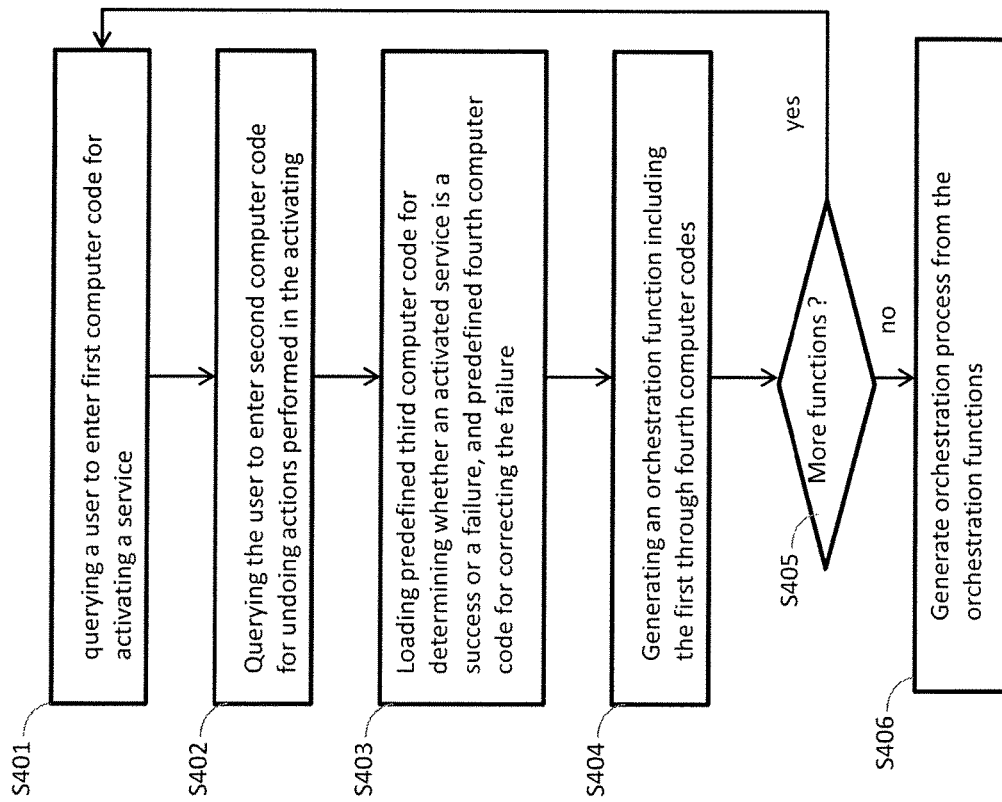 S401
querying a user to enter first computer code for
activating a service
S402
Querying the user to enter second computer code
for undoing actions performed in the activating
S403
Loading predefined third computer code for
determining whether an activated service is a
success or a failure, and predefined fourth computer
code for correcting the failure
S404
Generating an orchestration function including
the first through fourth computer codes
S405
More functions ?
yes
no
S406
Generate orchestration process from the
orchestration functions